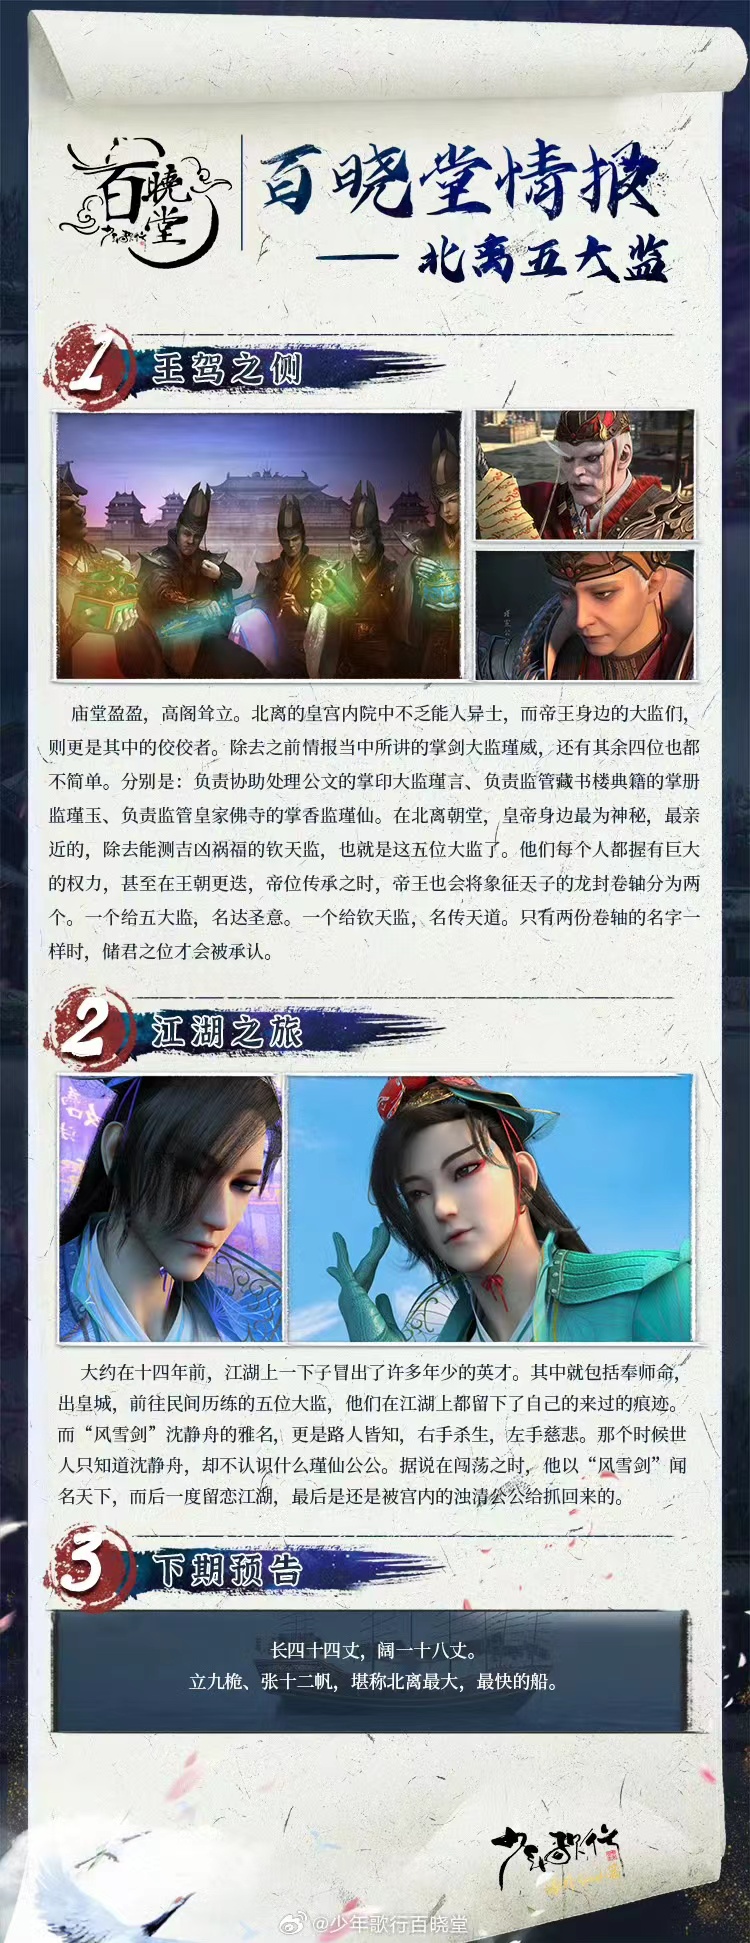 百晓堂
少年歌行
百晓堂情报
——北离五大监
1 王驾之侧
瑾宣公公
庙堂盈盈，高阁耸立。北离的皇宫内院中不乏能人异士，而帝王身边的大监们，
则更是其中的佼佼者。除去之前情报当中所讲的掌剑大监瑾威，还有其余四位也都
不简单。分别是：负责协助处理公文的掌印大监瑾言、负责监管藏书楼典籍的掌册
监瑾玉、负责监管皇家佛寺的掌香监瑾仙。在北离朝堂，皇帝身边最为神秘，最亲
近的，除去能测吉凶祸福的钦天监，也就是这五位大监了。他们每个人都握有巨大
的权力，甚至在王朝更迭，帝位传承之时，帝王也会将象征天子的龙封卷轴分为两
个。一个给五大监，名达圣意。一个给钦天监，名传天道。只有两份卷轴的名字一
样时，储君之位才会被承认。
2 江湖之旅
大约在十四年前，江湖上一下子冒出了许多年少的英才。其中就包括奉师命，
出皇城，前往民间历练的五位大监，他们在江湖上都留下了自己的来过的痕迹。
而“风雪剑”沈静舟的雅名，更是路人皆知，右手杀生，左手慈悲。那个时候世
人只知道沈静舟，却不认识什么瑾仙公公。据说在闯荡之时，他以“风雪剑”闻
名天下，而后一度留恋江湖，最后是还是被宫内的浊清公公给抓回来的。
3 下期预告
长四十四丈，阔一十八丈。
立九桅、张十二帆，堪称北离最大，最快的船。
少年歌行
@少年歌行百晓堂